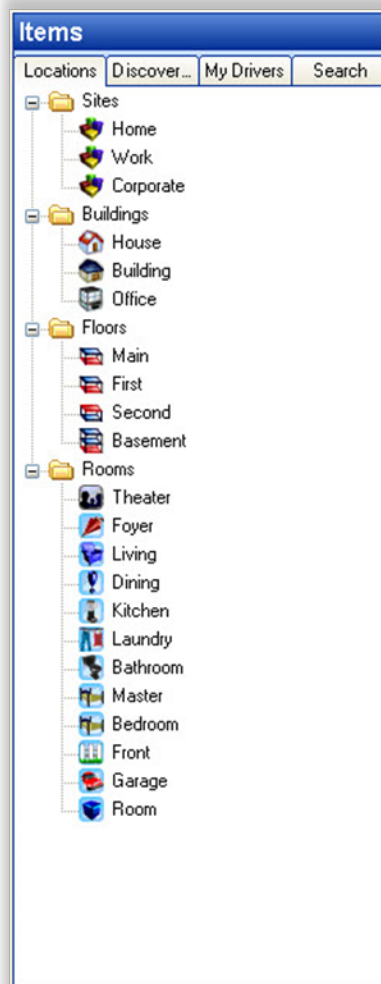 Items
Locations Discover... My Drivers Search
Sites
Home
Work
Corporate
Buildings
House
Building
Office
Floors
Main
First
Second
Basement
Rooms
Theater
Foyer
Living
Dining
Kitchen
Laundry
Bathroom
Master
Bedroom
Front
Garage
Room